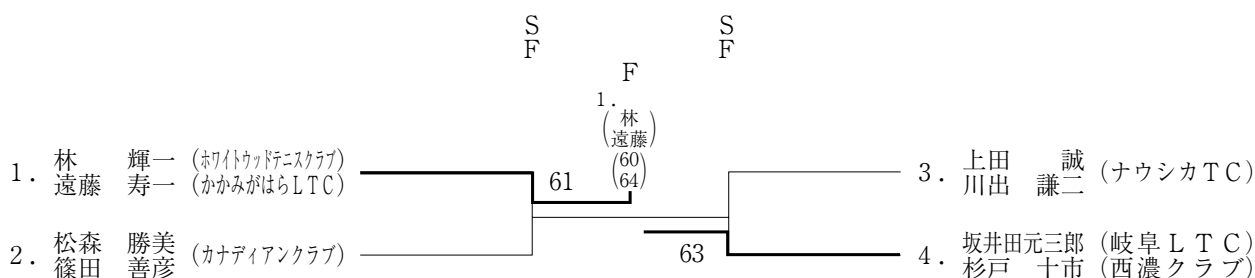 S
F
S
F
F
1.
(林
遠藤)
(60
64)
1. 林　輝一 (ホワイトウッドテニスクラブ)
遠藤　寿一 (かかみがはらLTC)
61
2. 松森　勝美
篠田　善彦 (カナディアンクラブ)
3. 上田　誠
川出　謙二 (ナウシカTC)
63
4. 坂井田元三郎 (岐阜LTC)
杉戸　十市 (西濃クラブ)